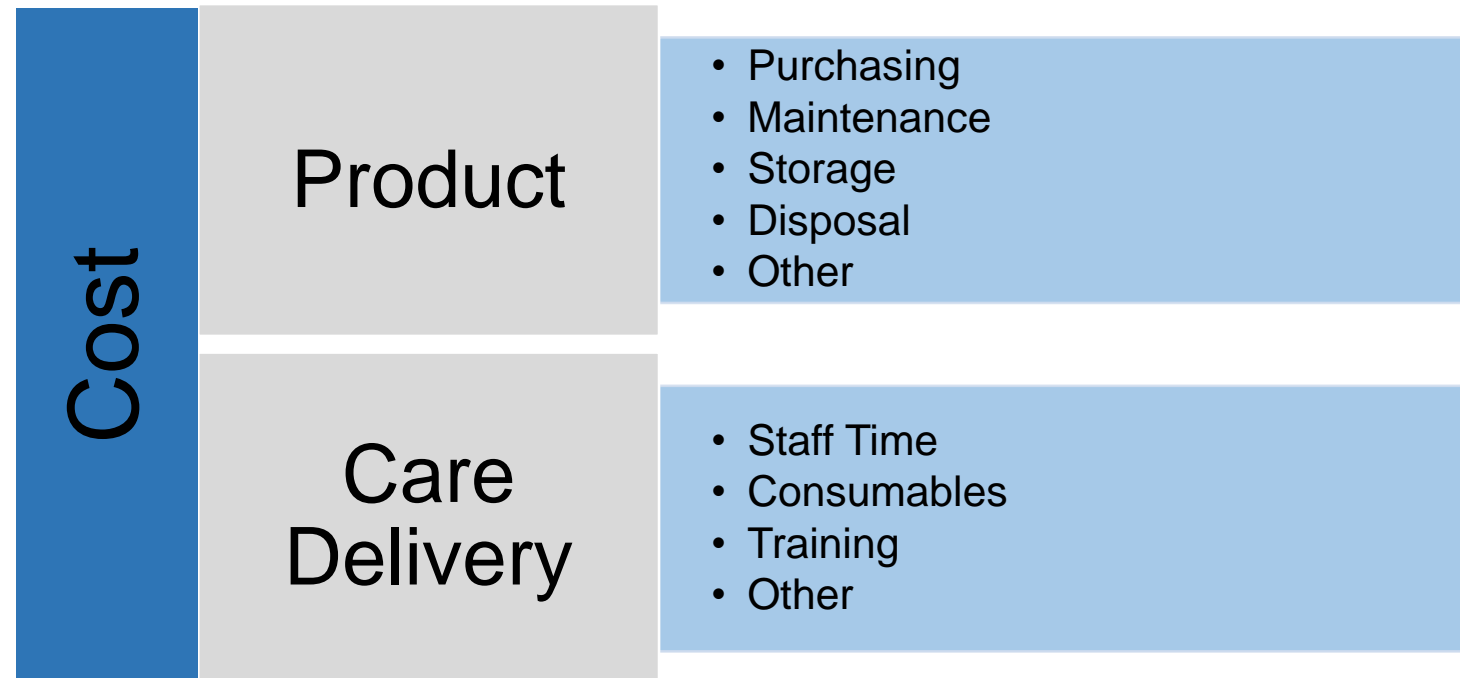 Cost
Product
• Purchasing
• Maintenance
• Storage
• Disposal
• Other
Care
Delivery
• Staff Time
• Consumables
• Training
• Other